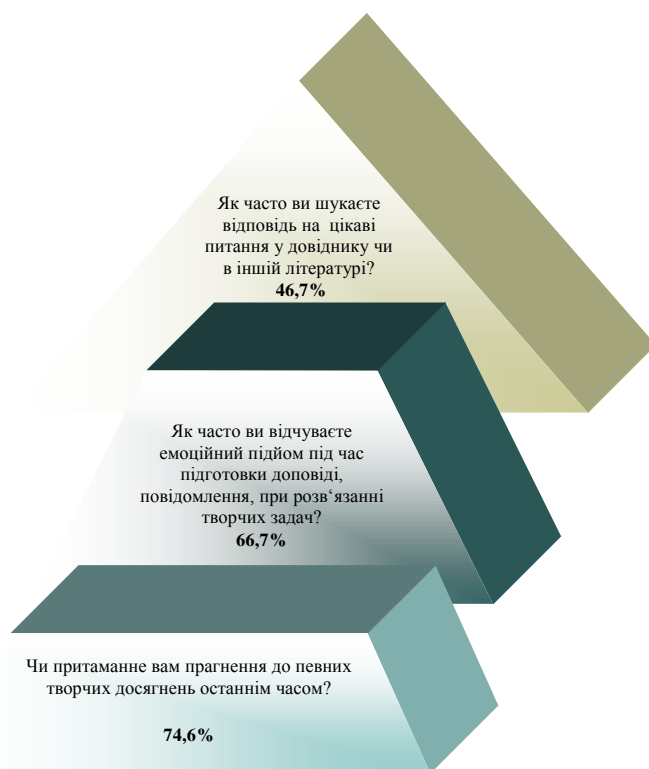 Як часто ви шукаєте
відповідь на цікаві
питання у довіднику чи
в іншій літературі?
46,7%
Як часто ви відчуваєте
емоційний підйом під час
підготовки доповіді,
повідомлення, при розв‘язанні
творчих задач?
66,7%
Чи притаманне вам прагнення до певних
творчих досягнень останнім часом?
74,6%